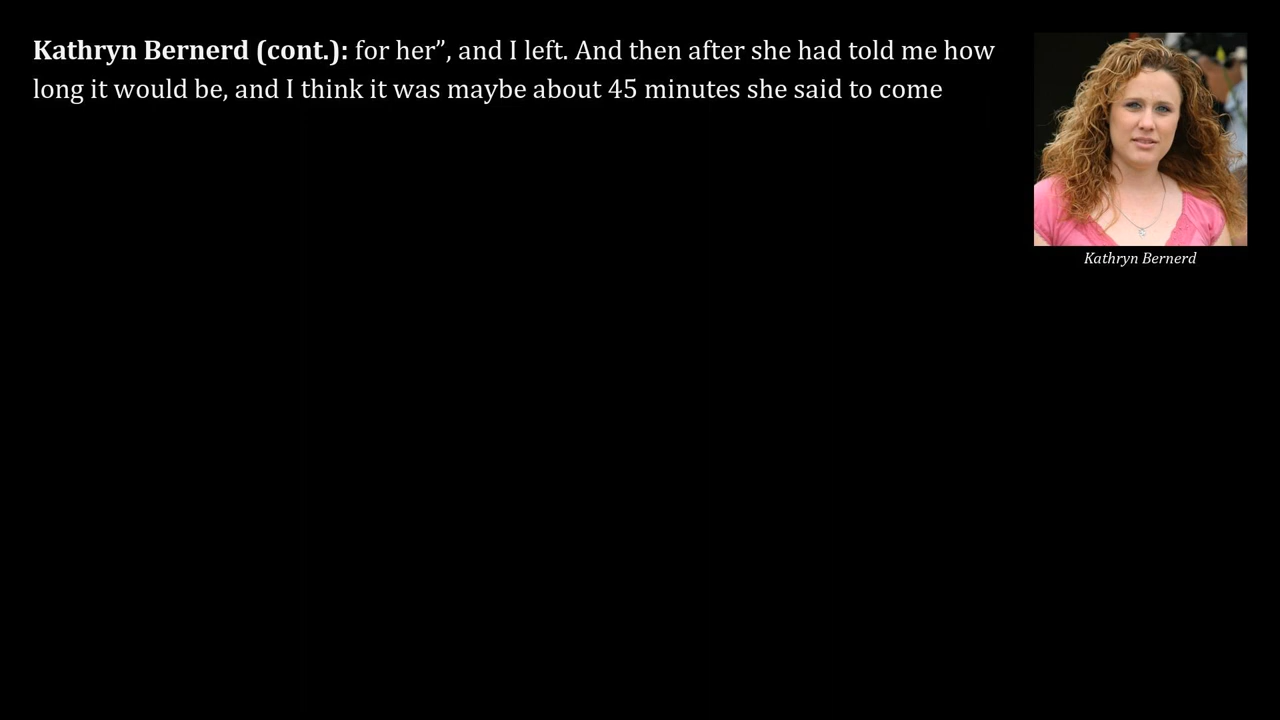 Kathryn Bernerd (cont.): for her”, and I left. And then after she had told me how
long it would be, and I think it was maybe about 45 minutes she said to come
Kathryn Bernerd